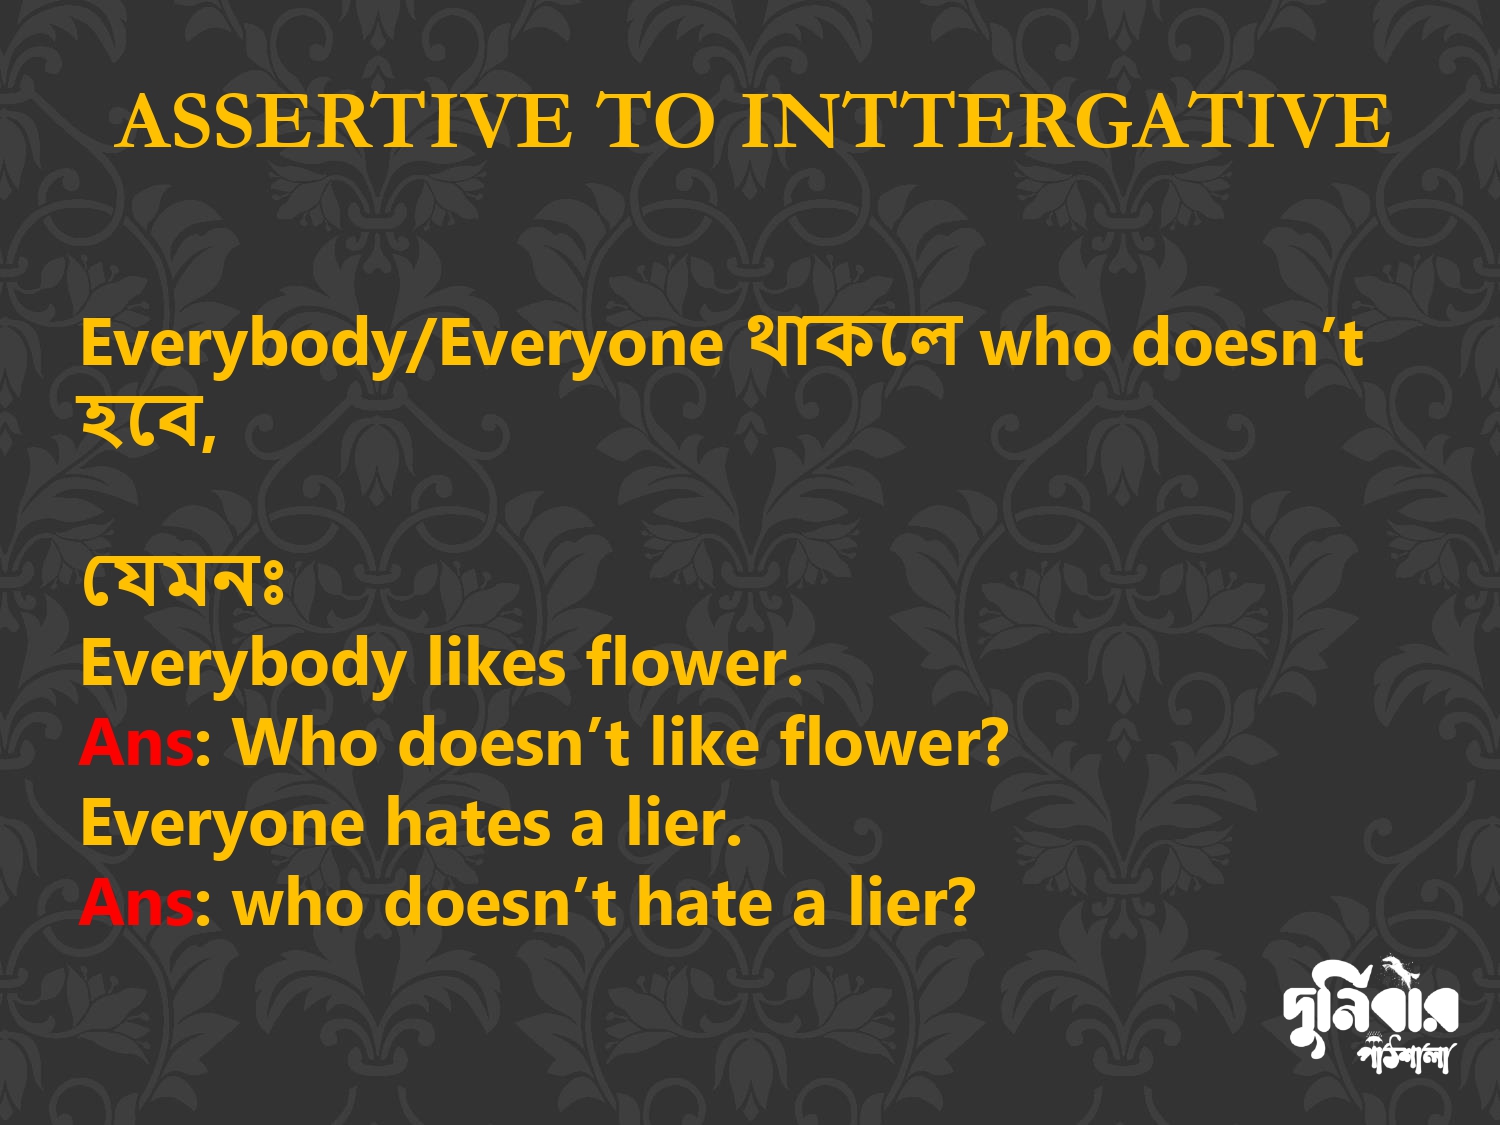 ASSERTIVE TO INTTERGATIVE
Everybody/Everyone থাকলে who doesn’t
হবে,
যেমনঃ
Everybody likes flower.
Ans: Who doesn’t like flower?
Everyone hates a lier.
Ans: who doesn’t hate a lier?
দুর্নিবার
পাঠশালা